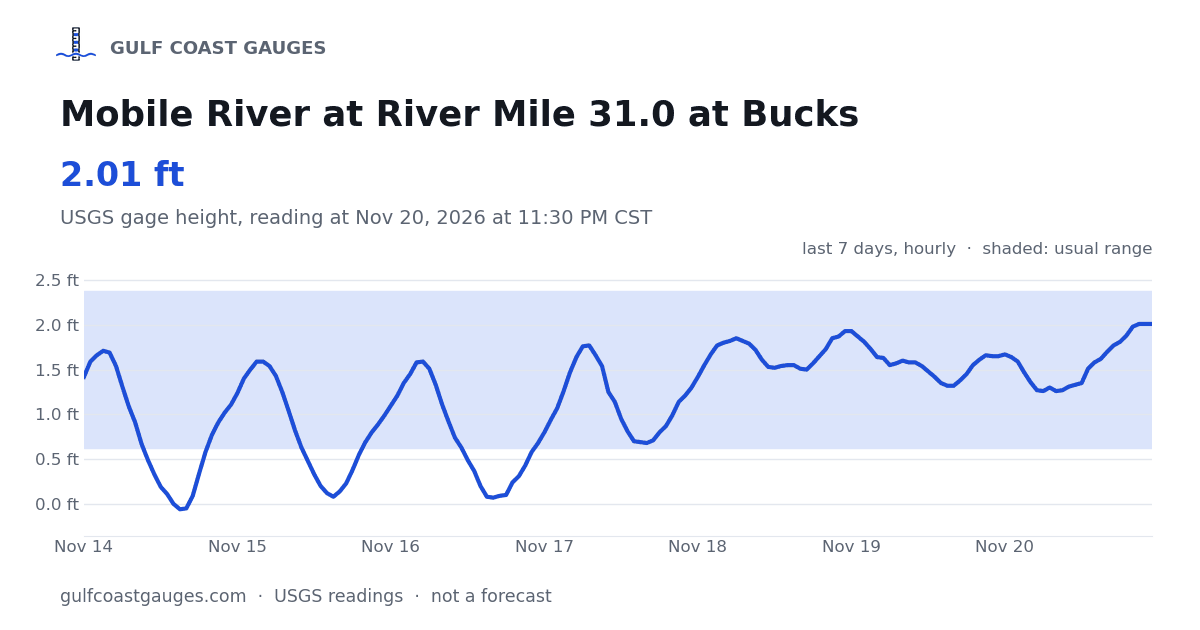 GULF COAST GAUGES
Mobile River at River Mile 31.0 at Bucks
2.01 ft
USGS gage height, reading at Nov 20, 2026 at 11:30 PM CST
last 7 days, hourly · shaded: usual range
2.5 ft
2.0 ft
1.5 ft
1.0 ft
0.5 ft
0.0 ft
Nov 14 Nov 15 Nov 16 Nov 17 Nov 18 Nov 19 Nov 20
gulfcoastgauges.com · USGS readings · not a forecast